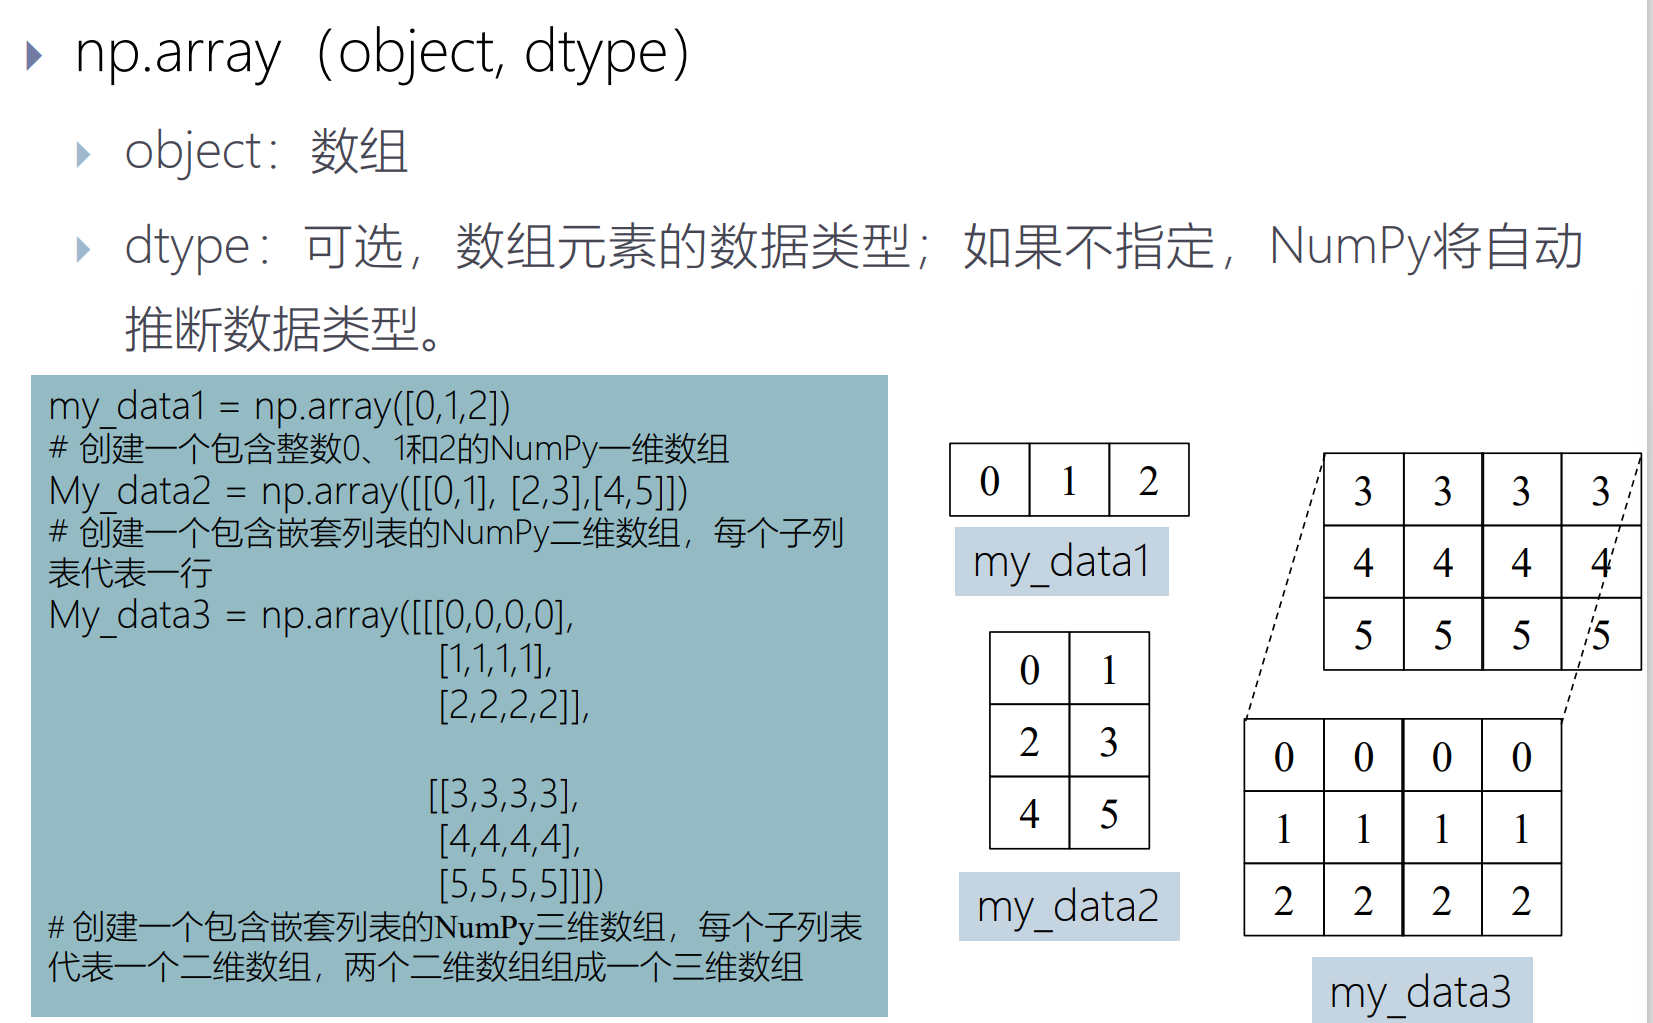 np.array（object, dtype）
object：数组
dtype：可选，数组元素的数据类型；如果不指定，NumPy将自动
推断数据类型。
my_data1 = np.array([0,1,2])
# 创建一个包含整数0、1和2的NumPy一维数组
My_data2 = np.array([[0,1], [2,3],[4,5]])
# 创建一个包含嵌套列表的NumPy二维数组，每个子列
表代表一行
My_data3 = np.array([[[0,0,0,0],
[1,1,1,1],
[2,2,2,2]],
[[3,3,3,3],
[4,4,4,4],
[5,5,5,5]]])
# 创建一个包含嵌套列表的NumPy三维数组，每个子列表
代表一个二维数组，两个二维数组组成一个三维数组
0 1 2
my_data1
0 1
2 3
4 5
my_data2
3 3 3 3
4 4 4 4
5 5 5 5
0 0 0 0
1 1 1 1
2 2 2 2
my_data3